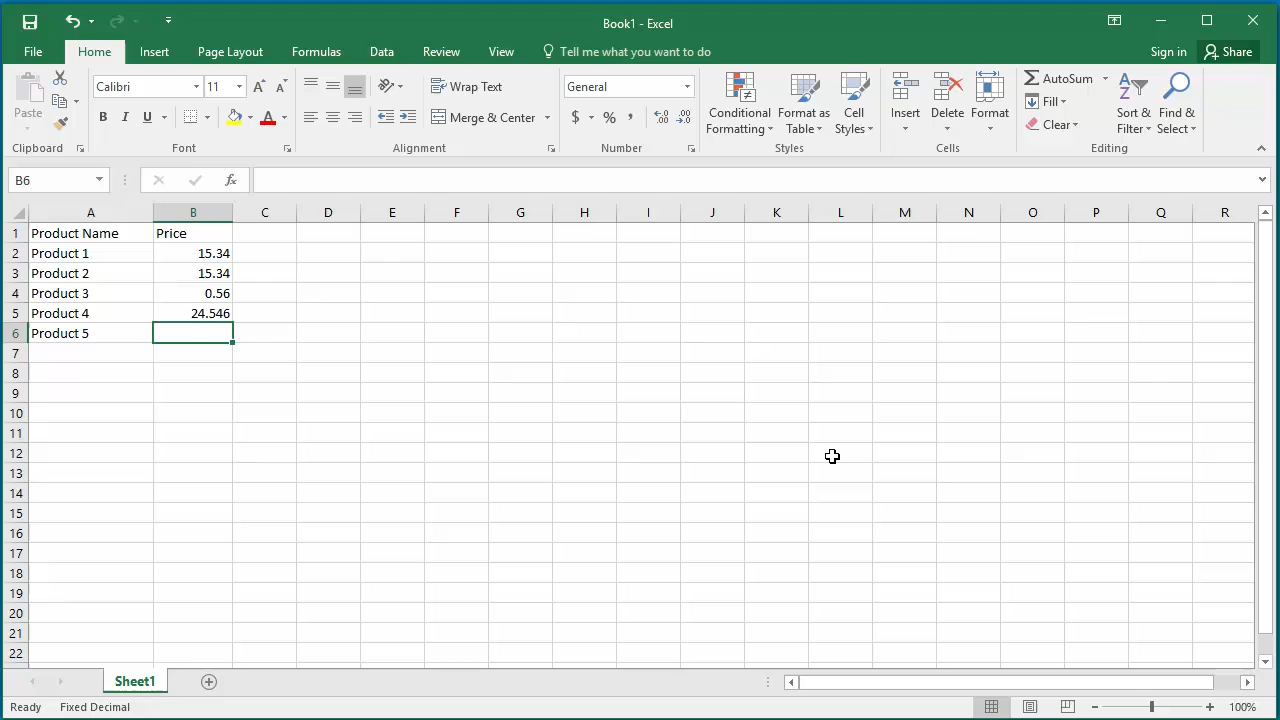 Book1 - Excel
File Home Insert Page Layout Formulas Data Review View Tell me what you want to do Sign in Share
Paste
Calibri 11
B I U
Wrap Text
Merge & Center
General
$ % ,
Conditional Formatting
Format as Table
Cell Styles
Insert Delete Format
AutoSum
Fill
Clear
Sort & Filter
Find & Select
Clipboard Font Alignment Number Styles Cells Editing
B6 fx
A B C D E F G H I J K L M N O P Q R
1 Product Name Price
2 Product 1 15.34
3 Product 2 15.34
4 Product 3 0.56
5 Product 4 24.546
6 Product 5
7
8
9
10
11
12
13
14
15
16
17
18
19
20
21
22
Sheet1
Ready Fixed Decimal 100%